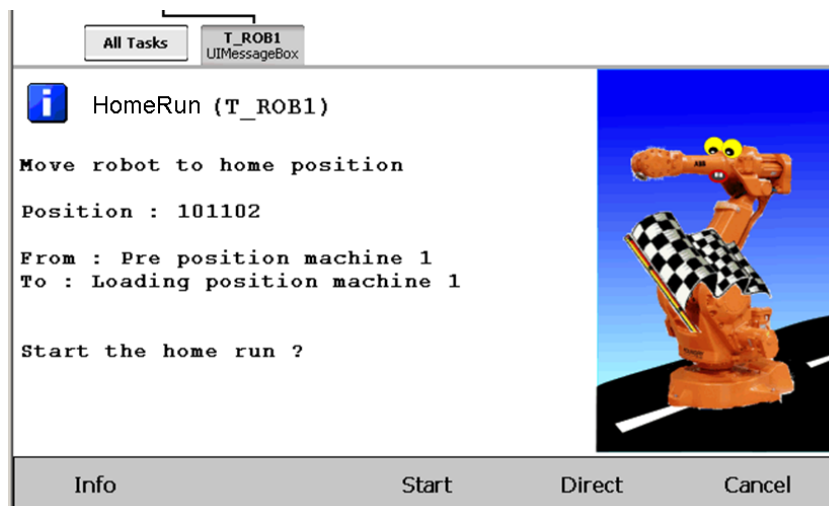 All Tasks
T_ROB1
UIMessageBox
HomeRun (T_ROB1)
Move robot to home position
Position : 101102
From : Pre position machine 1
To : Loading position machine 1
Start the home run ?
ABB
Info
Start
Direct
Cancel